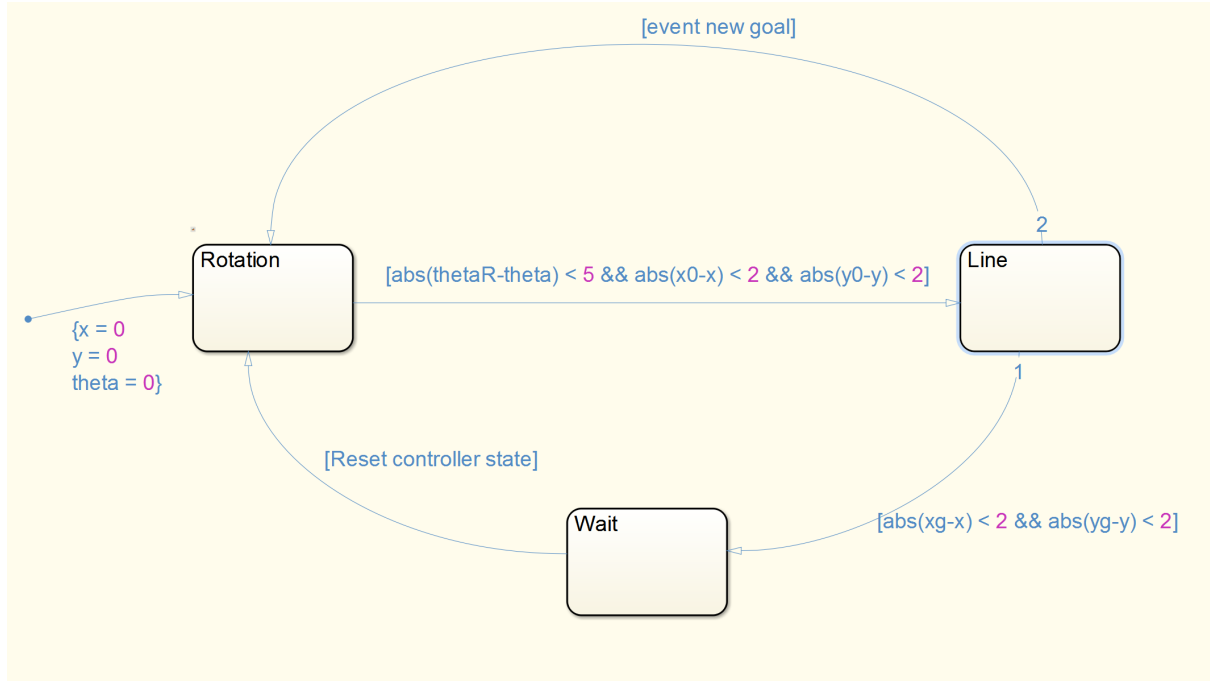 [event new goal]
2
Rotation
[abs(thetaR-theta) < 5 && abs(x0-x) < 2 && abs(y0-y) < 2]
Line
{x = 0
y = 0
theta = 0}
1
[Reset controller state]
Wait
[abs(xg-x) < 2 && abs(yg-y) < 2]